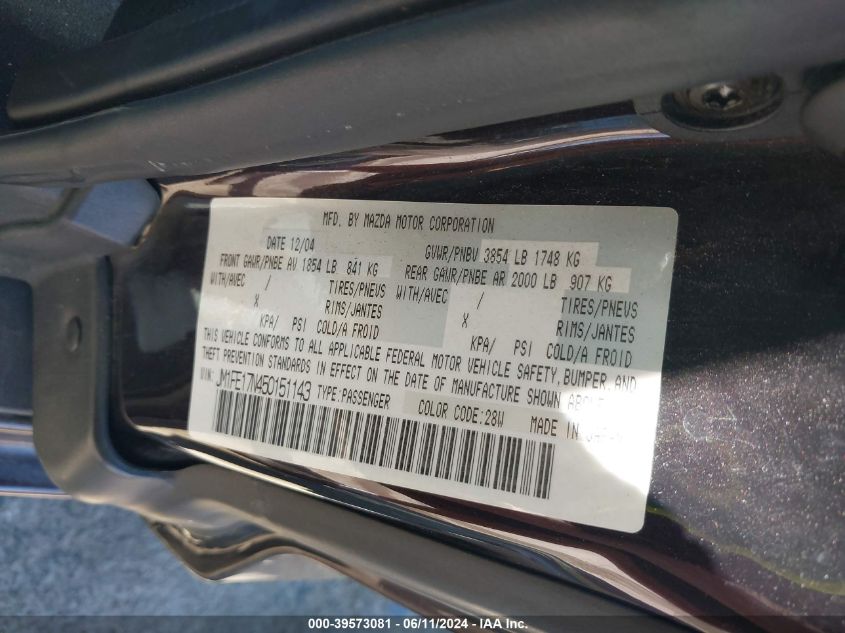 MFD. BY MAZDA MOTOR CORPORATION
DATE 12/04 GVWR/PNBV 3854 LB 1748 KG
FRONT GAWR/PNBE AV 1854 LB 841 KG REAR GAWR/PNBE AR 2000 LB 907 KG
WITH/AVEC / TIRES/PNEUS WITH/AVEC / TIRES/PNEUS
X RIMS/JANTES X RIMS/JANTES
KPA/ PSI COLD/A FROID KPA/ PSI COLD/A FROID
THIS VEHICLE CONFORMS TO ALL APPLICABLE FEDERAL MOTOR VEHICLE SAFETY, BUMPER, AND
THEFT PREVENTION STANDARDS IN EFFECT ON THE DATE OF MANUFACTURE SHOWN
VIN: JM1FE17N450151143 TYPE:PASSENGER COLOR CODE:28W MADE IN
000-39573081 - 06/11/2024 - IAA Inc.